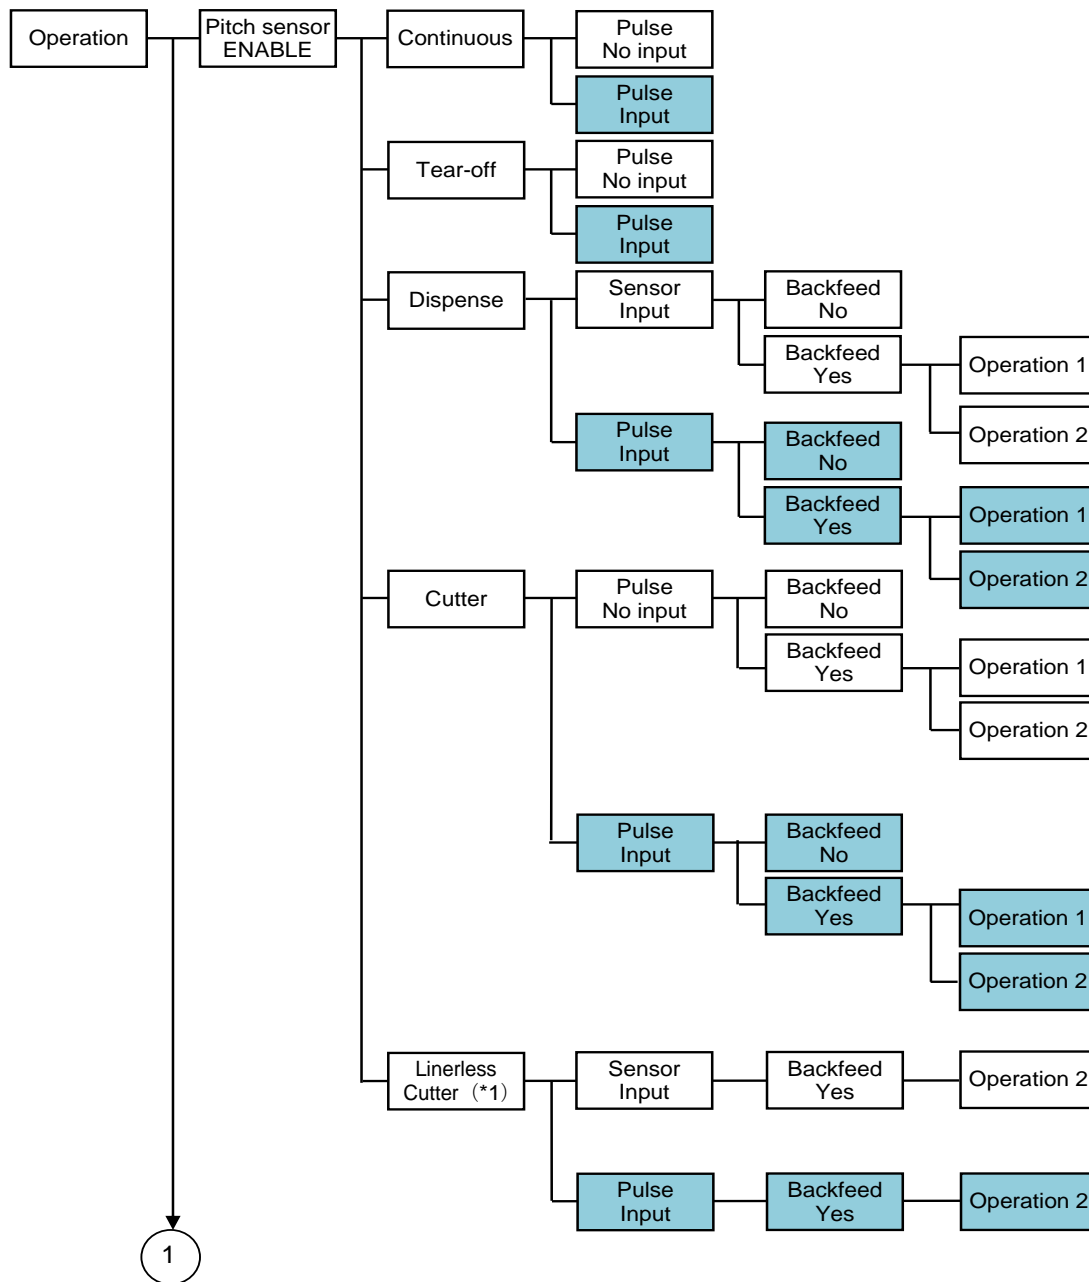 Operation
Pitch sensor
ENABLE
Continuous
Pulse
No input
Pulse
Input
Tear-off
Pulse
No input
Pulse
Input
Dispense
Sensor
Input
Backfeed
No
Backfeed
Yes
Operation 1
Operation 2
Pulse
Input
Backfeed
No
Backfeed
Yes
Operation 1
Operation 2
Cutter
Pulse
No input
Backfeed
No
Backfeed
Yes
Operation 1
Operation 2
Pulse
Input
Backfeed
No
Backfeed
Yes
Operation 1
Operation 2
Linerless
Cutter（*1）
Sensor
Input
Backfeed
Yes
Operation 2
Pulse
Input
Backfeed
Yes
Operation 2
1